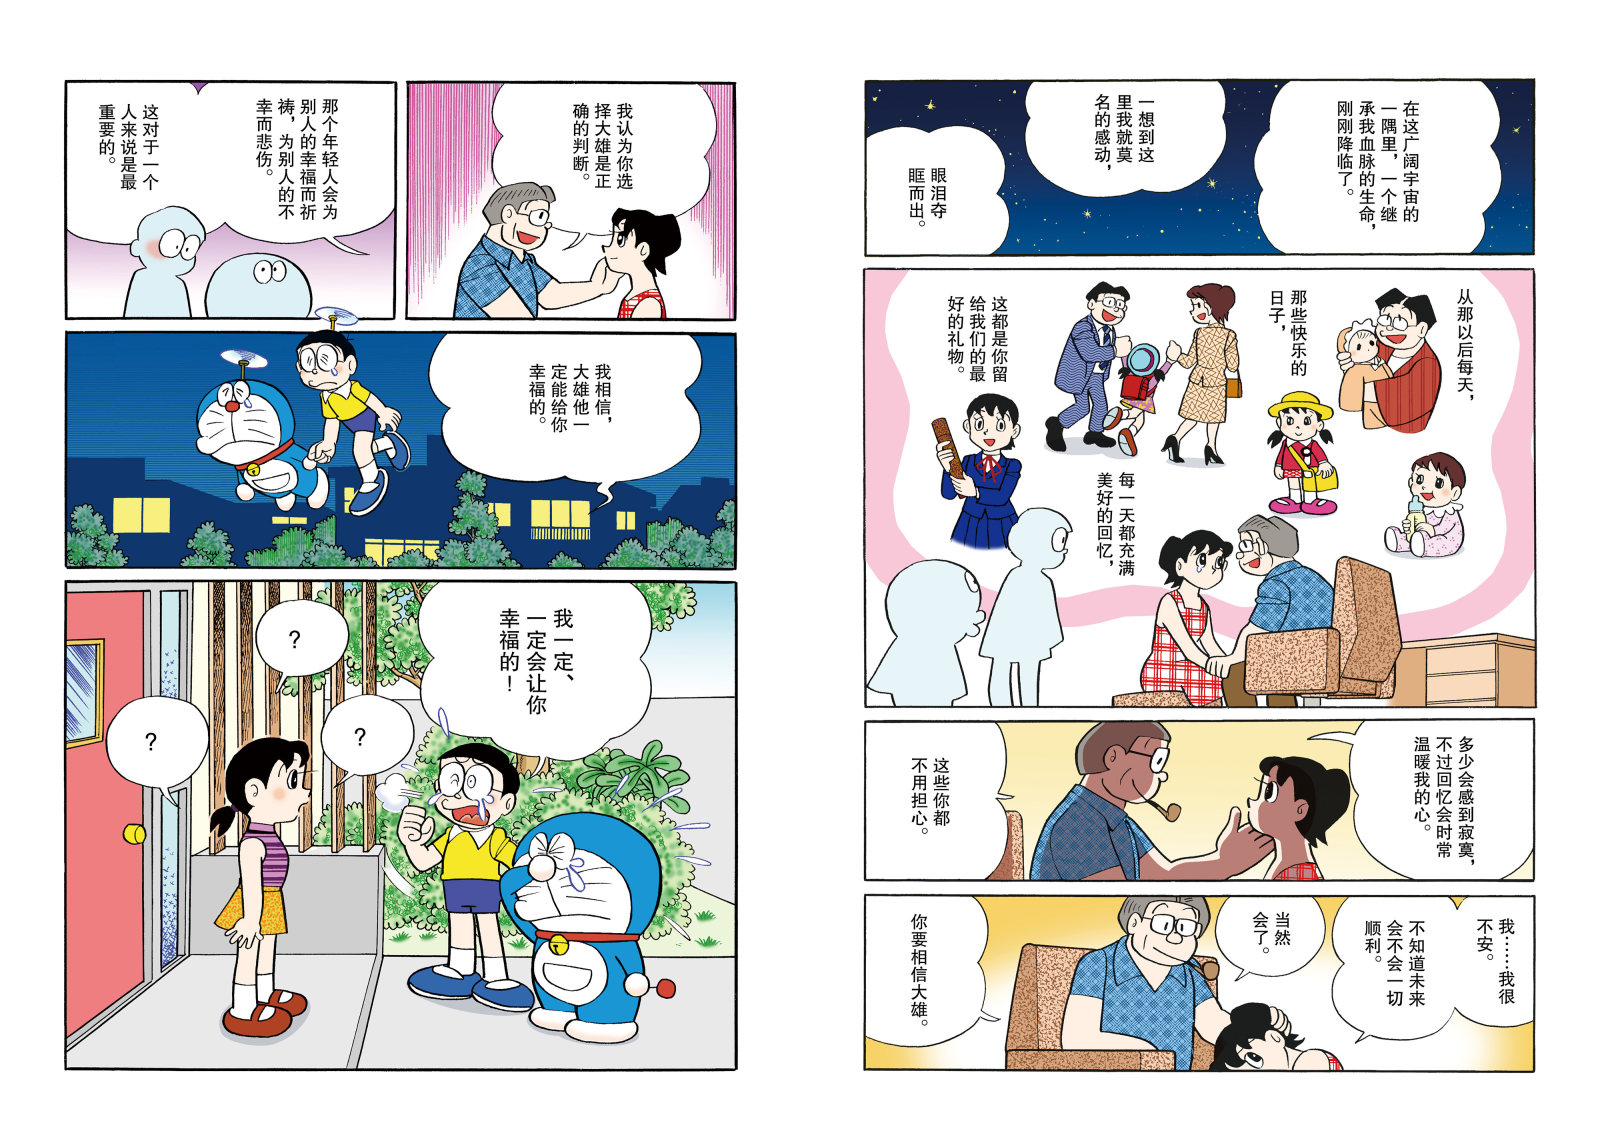 在这广阔宇宙的
一隅里，一个继
承我血脉的生命，
刚刚降临了。
一想到这
里我就莫
名的感动，
眼泪夺
眶而出。
从那以后每天，
那些快乐的
日子，
这都是你留
给我们的最
好的礼物。
每一天都充满
美好的回忆，
多少会感到寂寞，
不过回忆会时常
温暖我的心。
这些你都
不用担心。
我……我很
不安。
不知道未来
会不会一切
顺利。
当然
会了。
你要相信大雄。
我认为你选
择大雄是正
确的判断。
那个年轻人会为
别人的幸福而祈
祷，为别人的不
幸而悲伤。
这对于一个
人来说是最
重要的。
我相信，
大雄他一
定能给你
幸福的。
我一定、
一定会让你
幸福的！
？
？
？